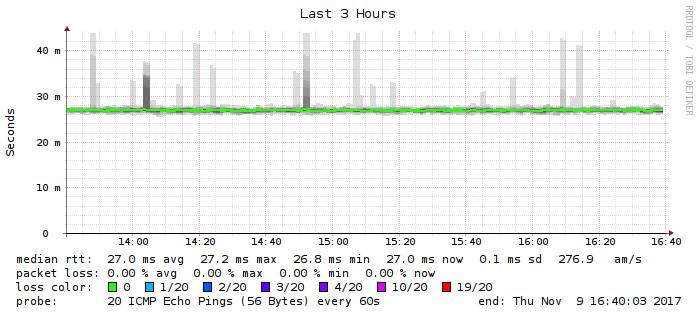 Last 3 Hours
RRDTOOL / TOBI OETIKER
Seconds
40 m
30 m
20 m
10 m
0
14:00 14:20 14:40 15:00 15:20 15:40 16:00 16:20 16:40
median rtt: 27.0 ms avg 27.2 ms max 26.8 ms min 27.0 ms now 0.1 ms sd 276.9 am/s
packet loss: 0.00 % avg 0.00 % max 0.00 % min 0.00 % now
loss color: 0 1/20 2/20 3/20 4/20 10/20 19/20
probe: 20 ICMP Echo Pings (56 Bytes) every 60s end: Thu Nov 9 16:40:03 2017